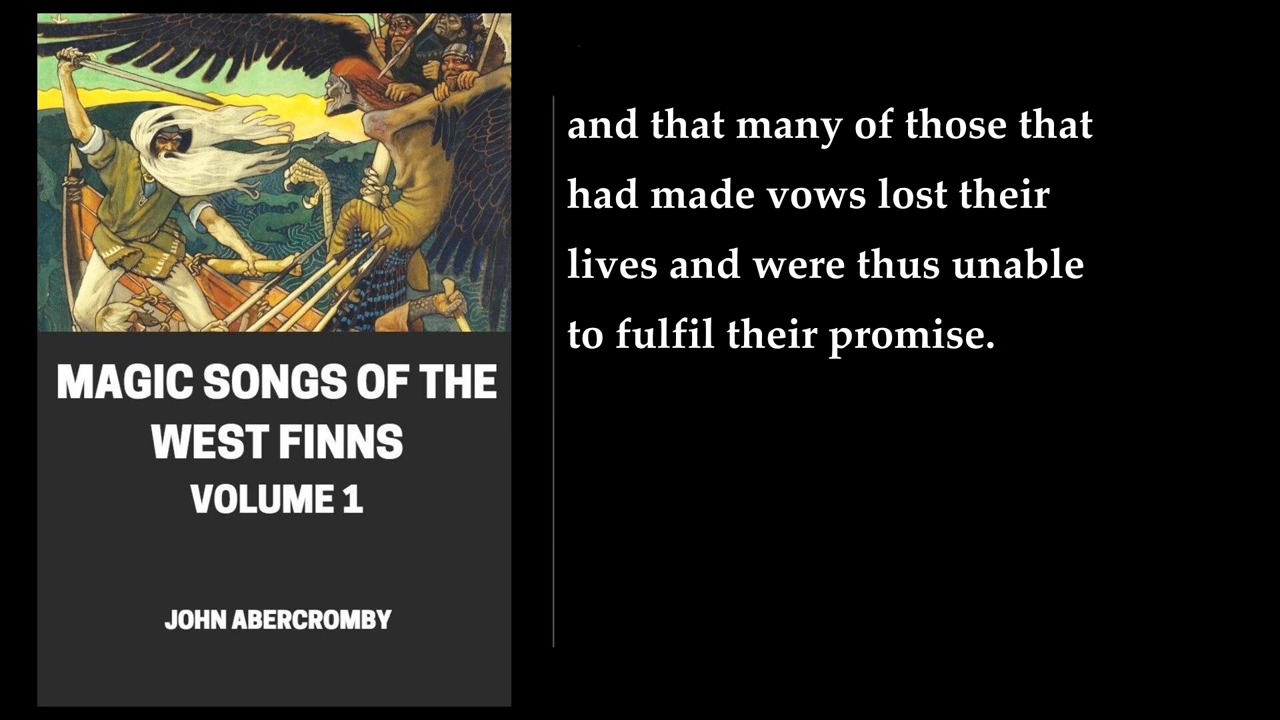 MAGIC SONGS OF THE
WEST FINNS
VOLUME 1
JOHN ABERCROMBY
and that many of those that
had made vows lost their
lives and were thus unable
to fulfil their promise.